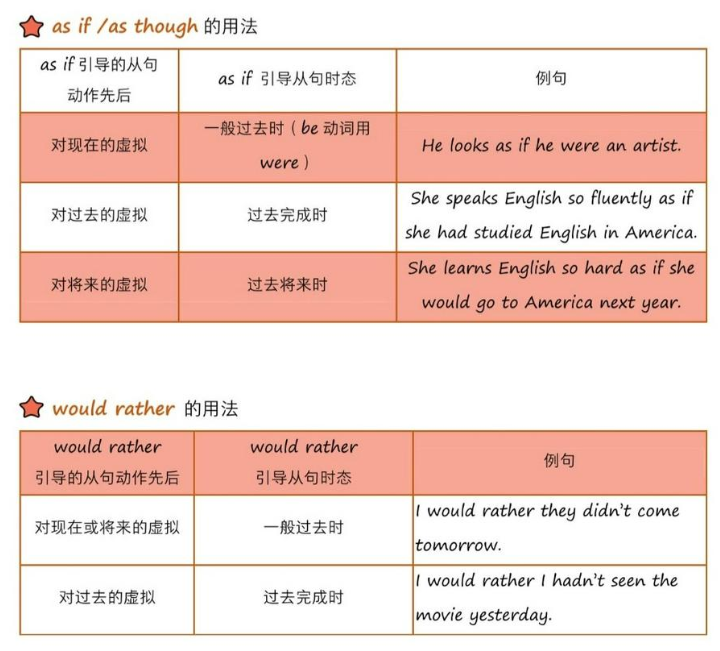 as if /as though 的用法
as if 引导的从句
动作先后
as if 引导从句时态
例句
对现在的虚拟
一般过去时（be 动词用
were）
He looks as if he were an artist.
对过去的虚拟
过去完成时
She speaks English so fluently as if
she had studied English in America.
对将来的虚拟
过去将来时
She learns English so hard as if she
would go to America next year.
would rather 的用法
would rather
引导的从句动作先后
would rather
引导从句时态
例句
对现在或将来的虚拟
一般过去时
I would rather they didn't come
tomorrow.
对过去的虚拟
过去完成时
I would rather I hadn't seen the
movie yesterday.